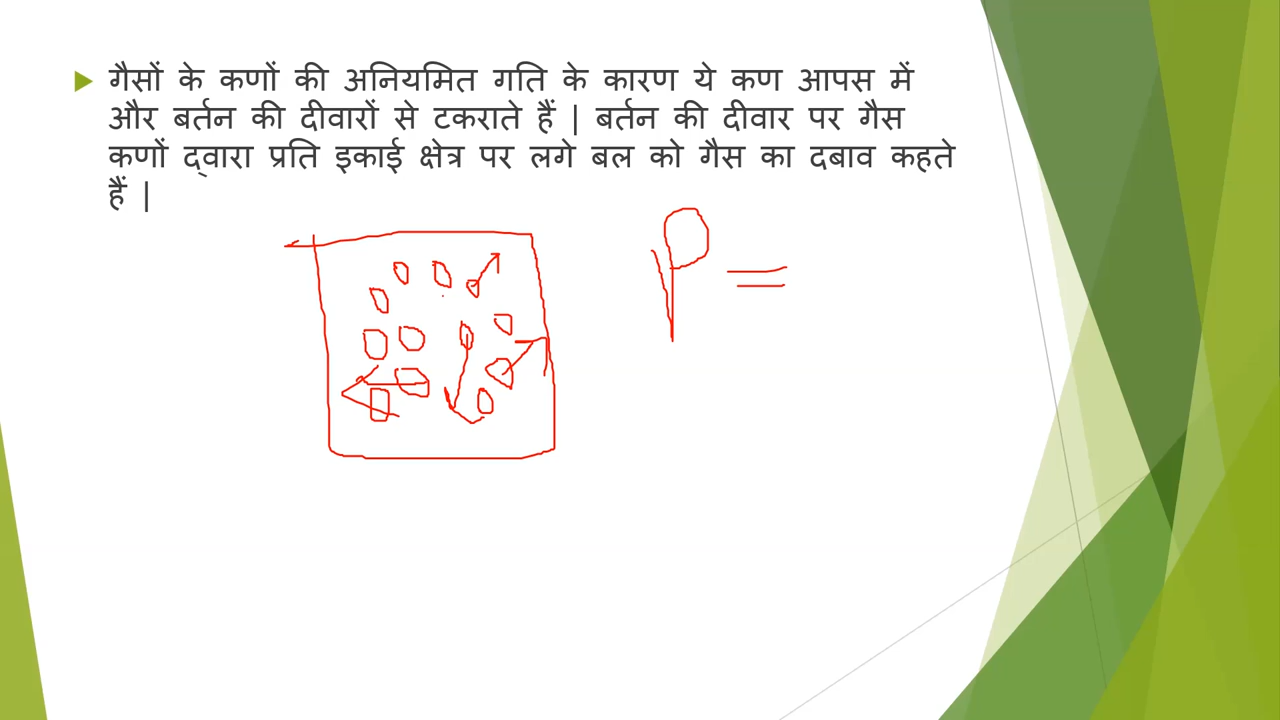 गैसों के कणों की अनियमित गति के कारण ये कण आपस में
और बर्तन की दीवारों से टकराते हैं | बर्तन की दीवार पर गैस
कणों द्वारा प्रति इकाई क्षेत्र पर लगे बल को गैस का दबाव कहते
हैं |
P =